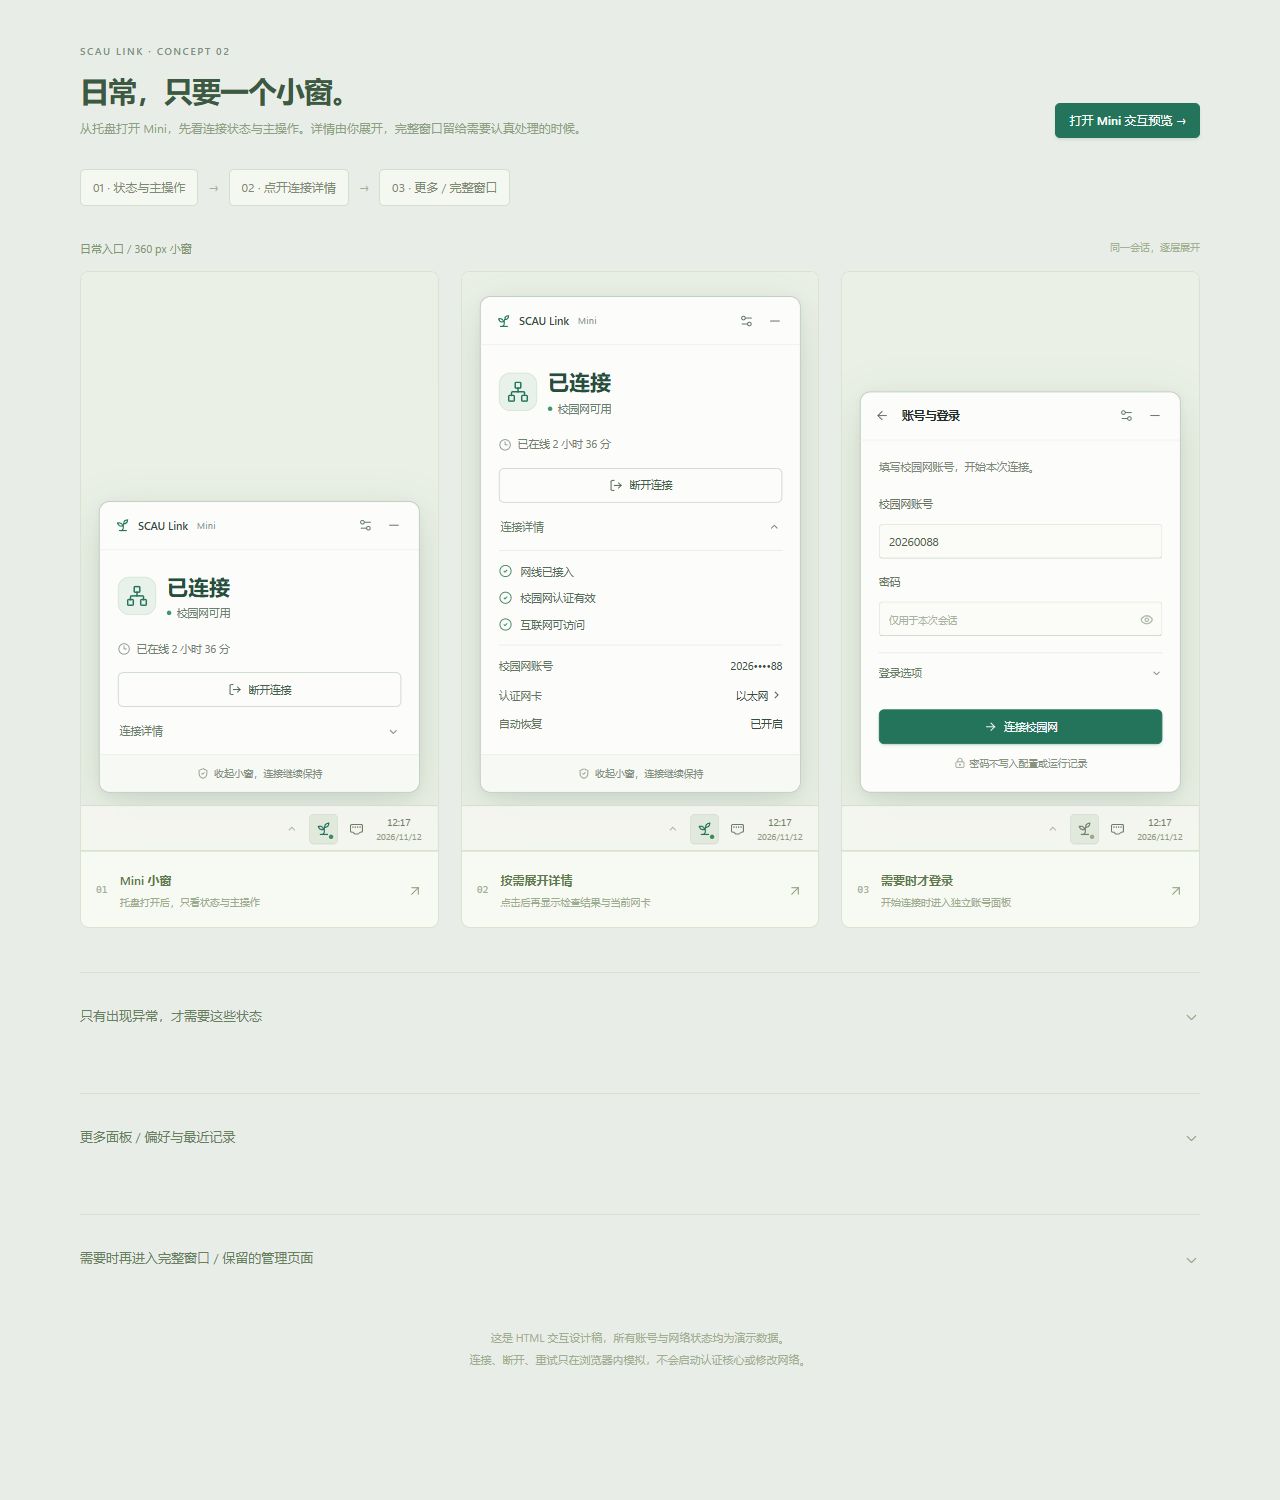 SCAU LINK · CONCEPT 02
日常，只要一个小窗。
从托盘打开 Mini，先看连接状态与主操作。详情由你展开，完整窗口留给需要认真处理的时候。
打开 Mini 交互预览 →
01 · 状态与主操作 → 02 · 点开连接详情 → 03 · 更多 / 完整窗口
日常入口 / 360 px 小窗
同一会话，逐层展开
SCAU Link Mini
已连接
校园网可用
已在线 2 小时 36 分
断开连接
连接详情
收起小窗，连接继续保持
12:17
2026/11/12
01
Mini 小窗
托盘打开后，只看状态与主操作
SCAU Link Mini
已连接
校园网可用
已在线 2 小时 36 分
断开连接
连接详情
网线已接入
校园网认证有效
互联网可访问
校园网账号 2026••••88
认证网卡 以太网
自动恢复 已开启
收起小窗，连接继续保持
12:17
2026/11/12
02
按需展开详情
点击后再显示检查结果与当前网卡
账号与登录
填写校园网账号，开始本次连接。
校园网账号
20260088
密码
仅用于本次会话
登录选项
连接校园网
密码不写入配置或运行记录
12:17
2026/11/12
03
需要时才登录
开始连接时进入独立账号面板
只有出现异常，才需要这些状态
更多面板 / 偏好与最近记录
需要时再进入完整窗口 / 保留的管理页面
这是 HTML 交互设计稿，所有账号与网络状态均为演示数据。
连接、断开、重试只在浏览器内模拟，不会启动认证核心或修改网络。